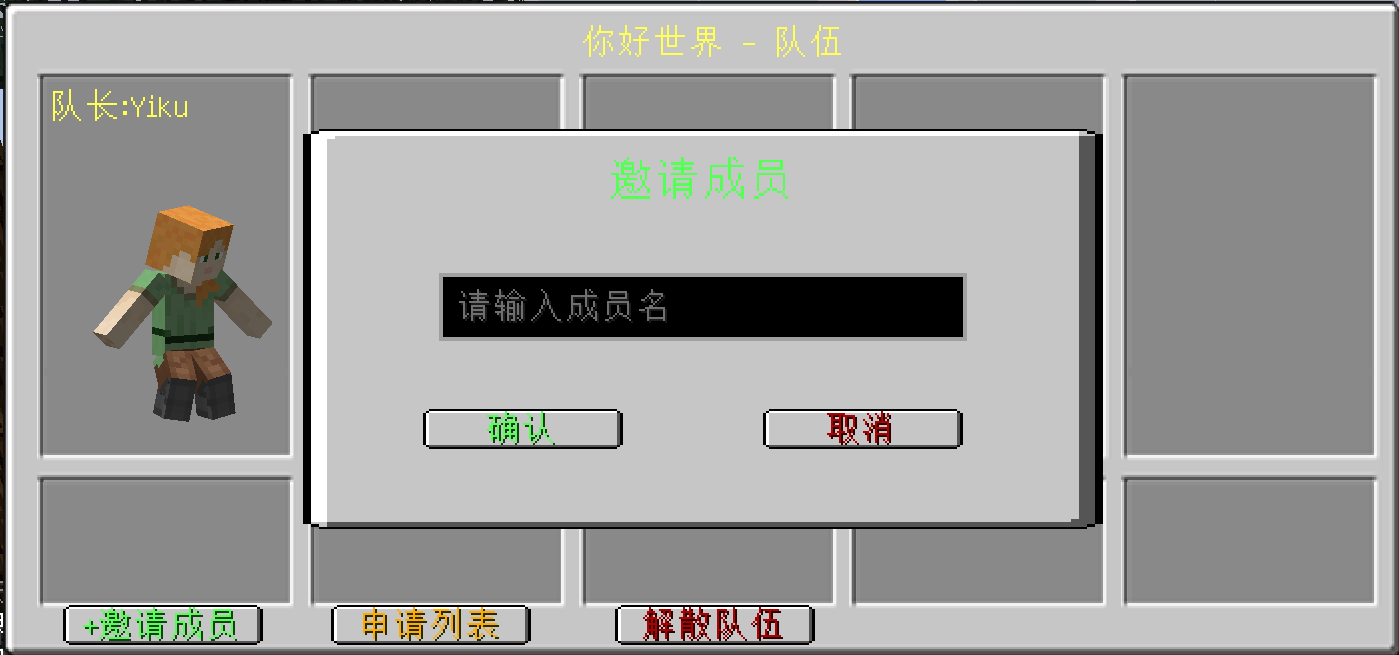 你好世界 - 队伍
队长:Yiku
邀请成员
请输入成员名
确认
取消
+邀请成员
申请列表
解散队伍